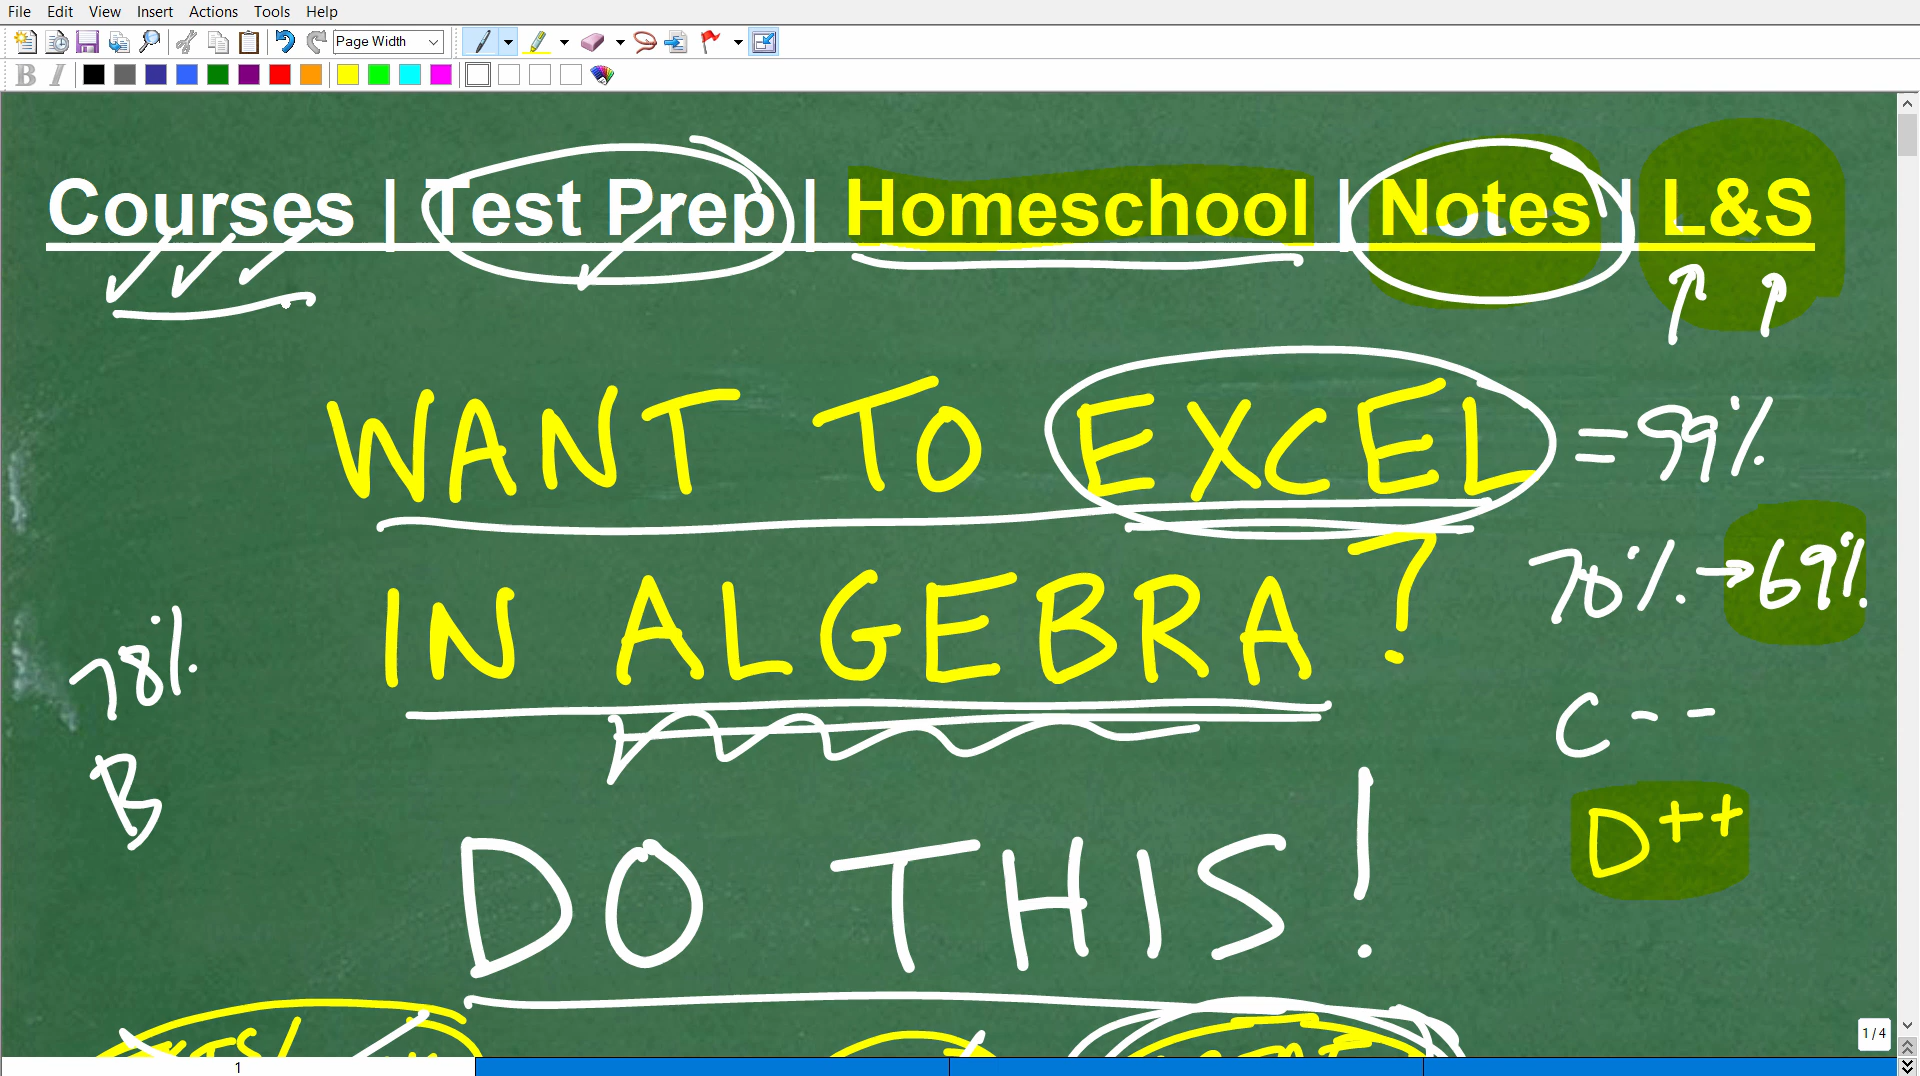 File Edit View Insert Actions Tools Help
Page Width
B I
Courses | Test Prep | Homeschool | Notes | L&S
WANT TO EXCEL = 99%
IN ALGEBRA?
70% → 69%
78%
B
C - -
D++
DO THIS!
1 / 4
1